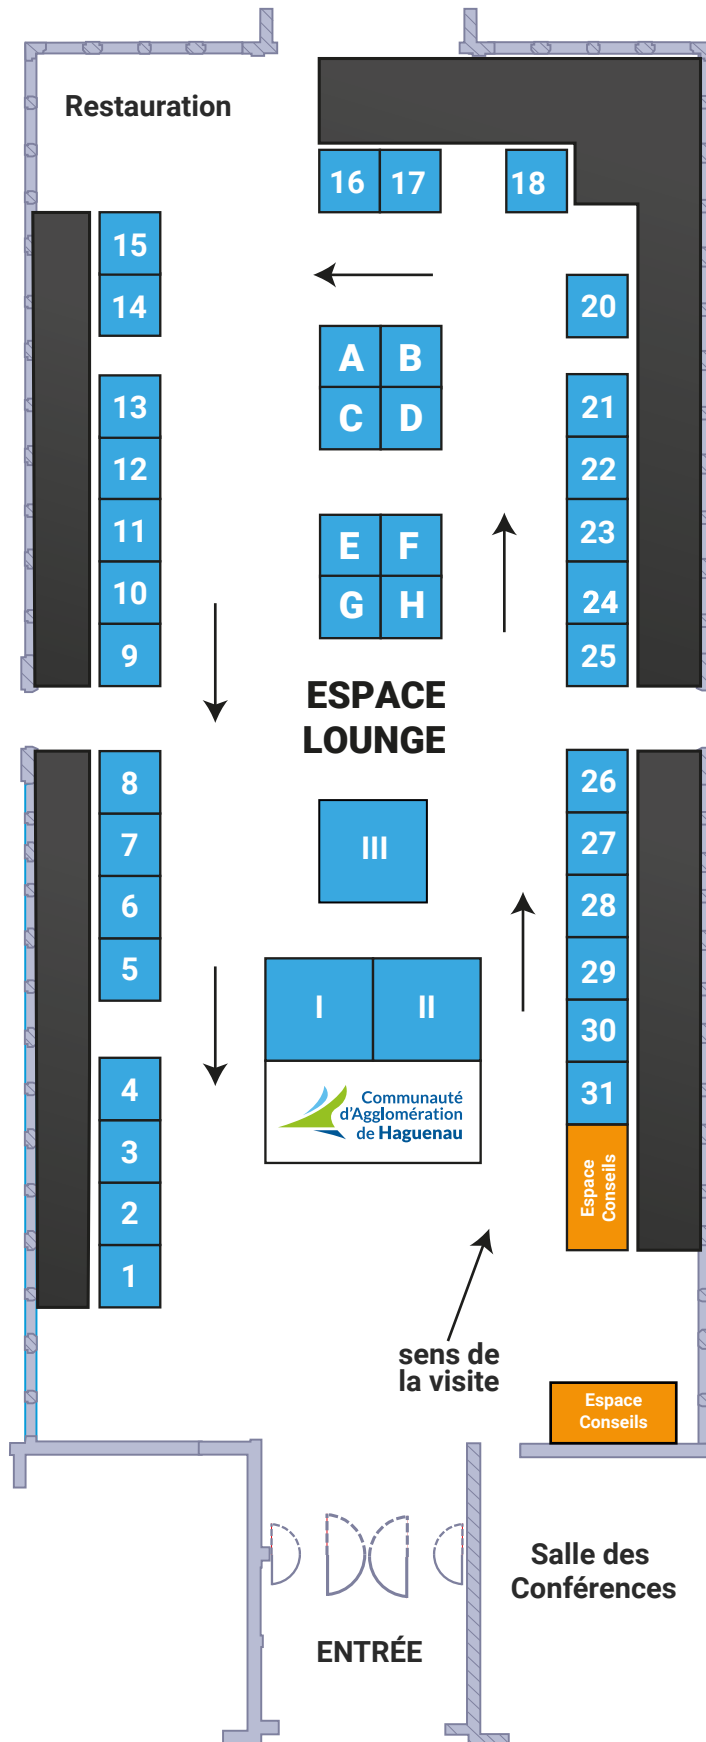 Restauration
16
17
18
15
14
20
A
B
C
D
13
12
11
10
9
21
22
23
24
25
E
F
G
H
ESPACE
LOUNGE
8
7
6
5
26
27
28
29
30
31
III
I
II
Communauté
d'Agglomération
de Haguenau
4
3
2
1
Espace
Conseils
sens de
la visite
Espace
Conseils
Salle des
Conférences
ENTRÉE